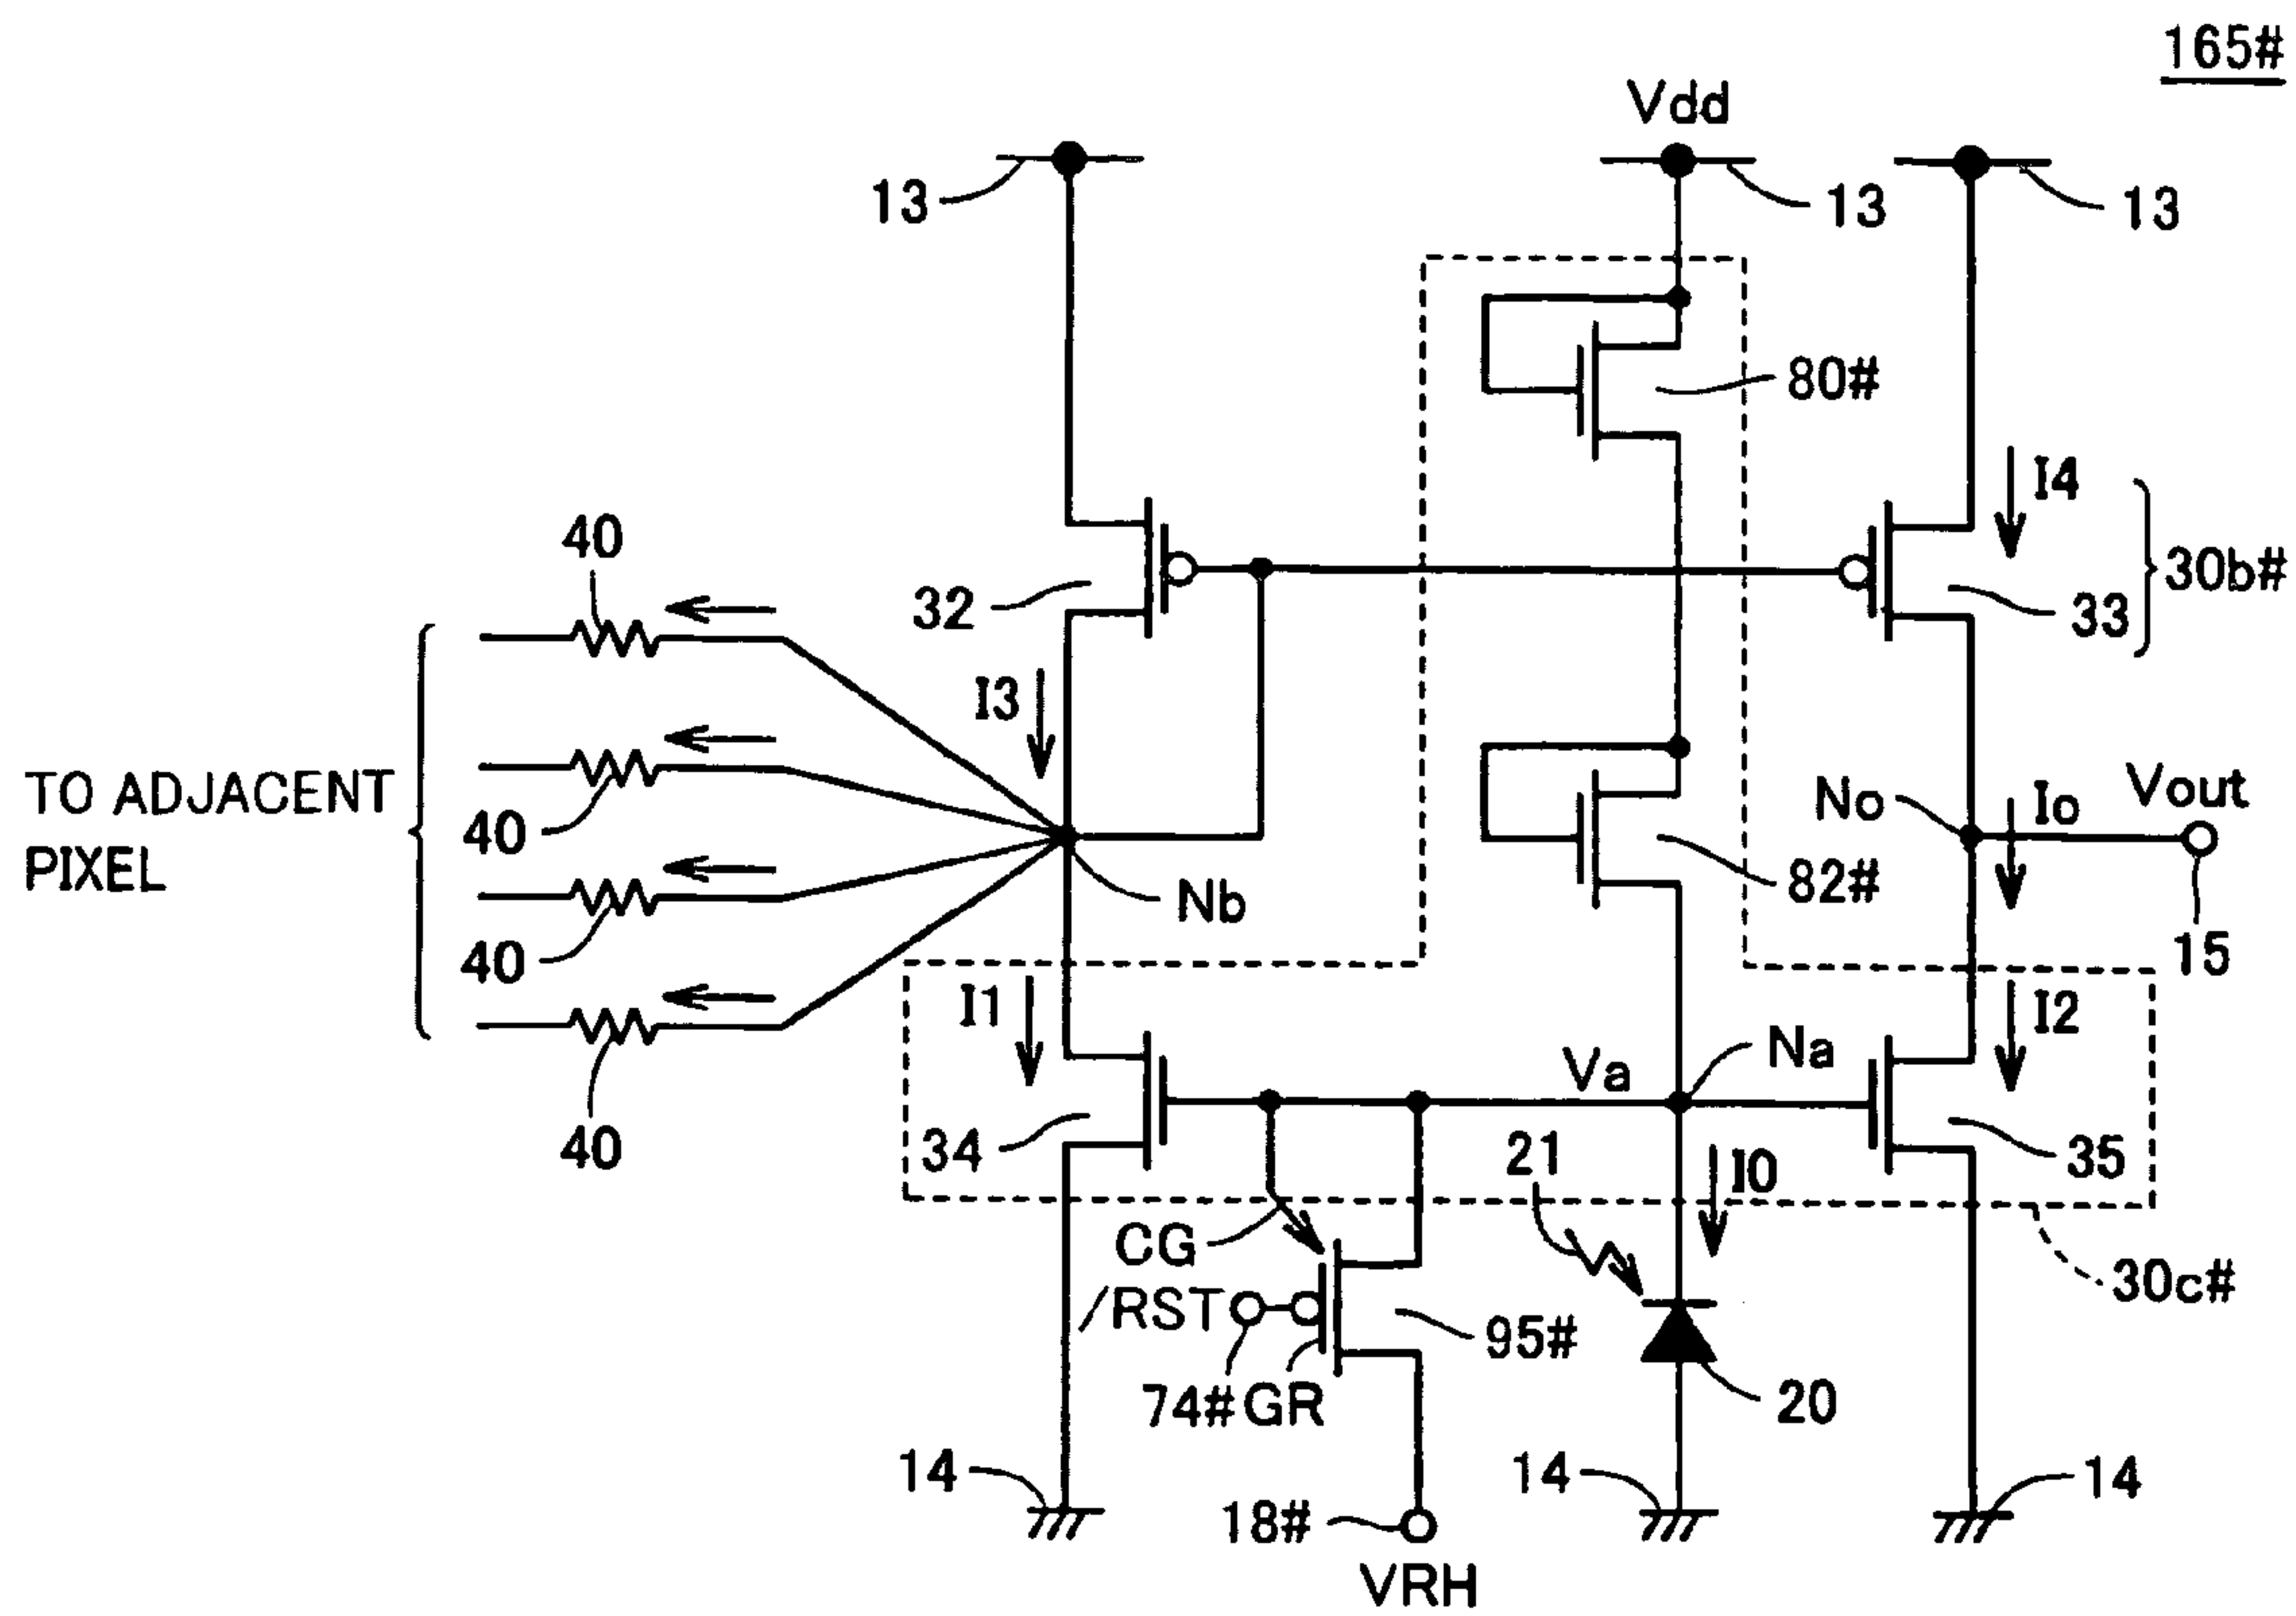 165#
Vdd
13
13
13
80#
I4
40
32
33
30b#
I3
TO ADJACENT
PIXEL
40
No
Io
Vout
82#
Nb
40
15
I1
I2
Va
Na
34
21
I0
35
40
CG
/RST
95#
30c#
74#
GR
20
14
18#
14
14
VRH